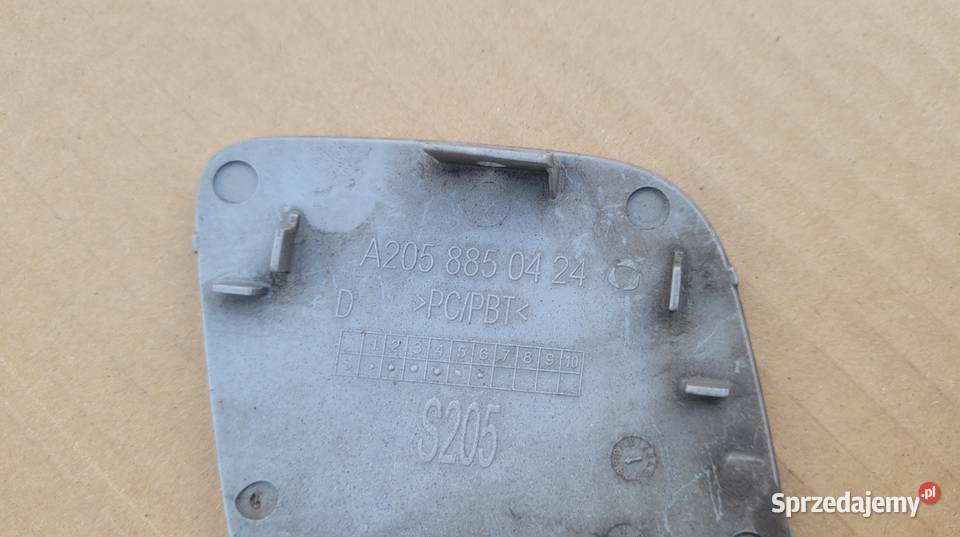 A205 885 04 24
D >PC/PBT<
1 2 3 4 5 6 7 8 9 10
S205
Sprzedajemy.pl